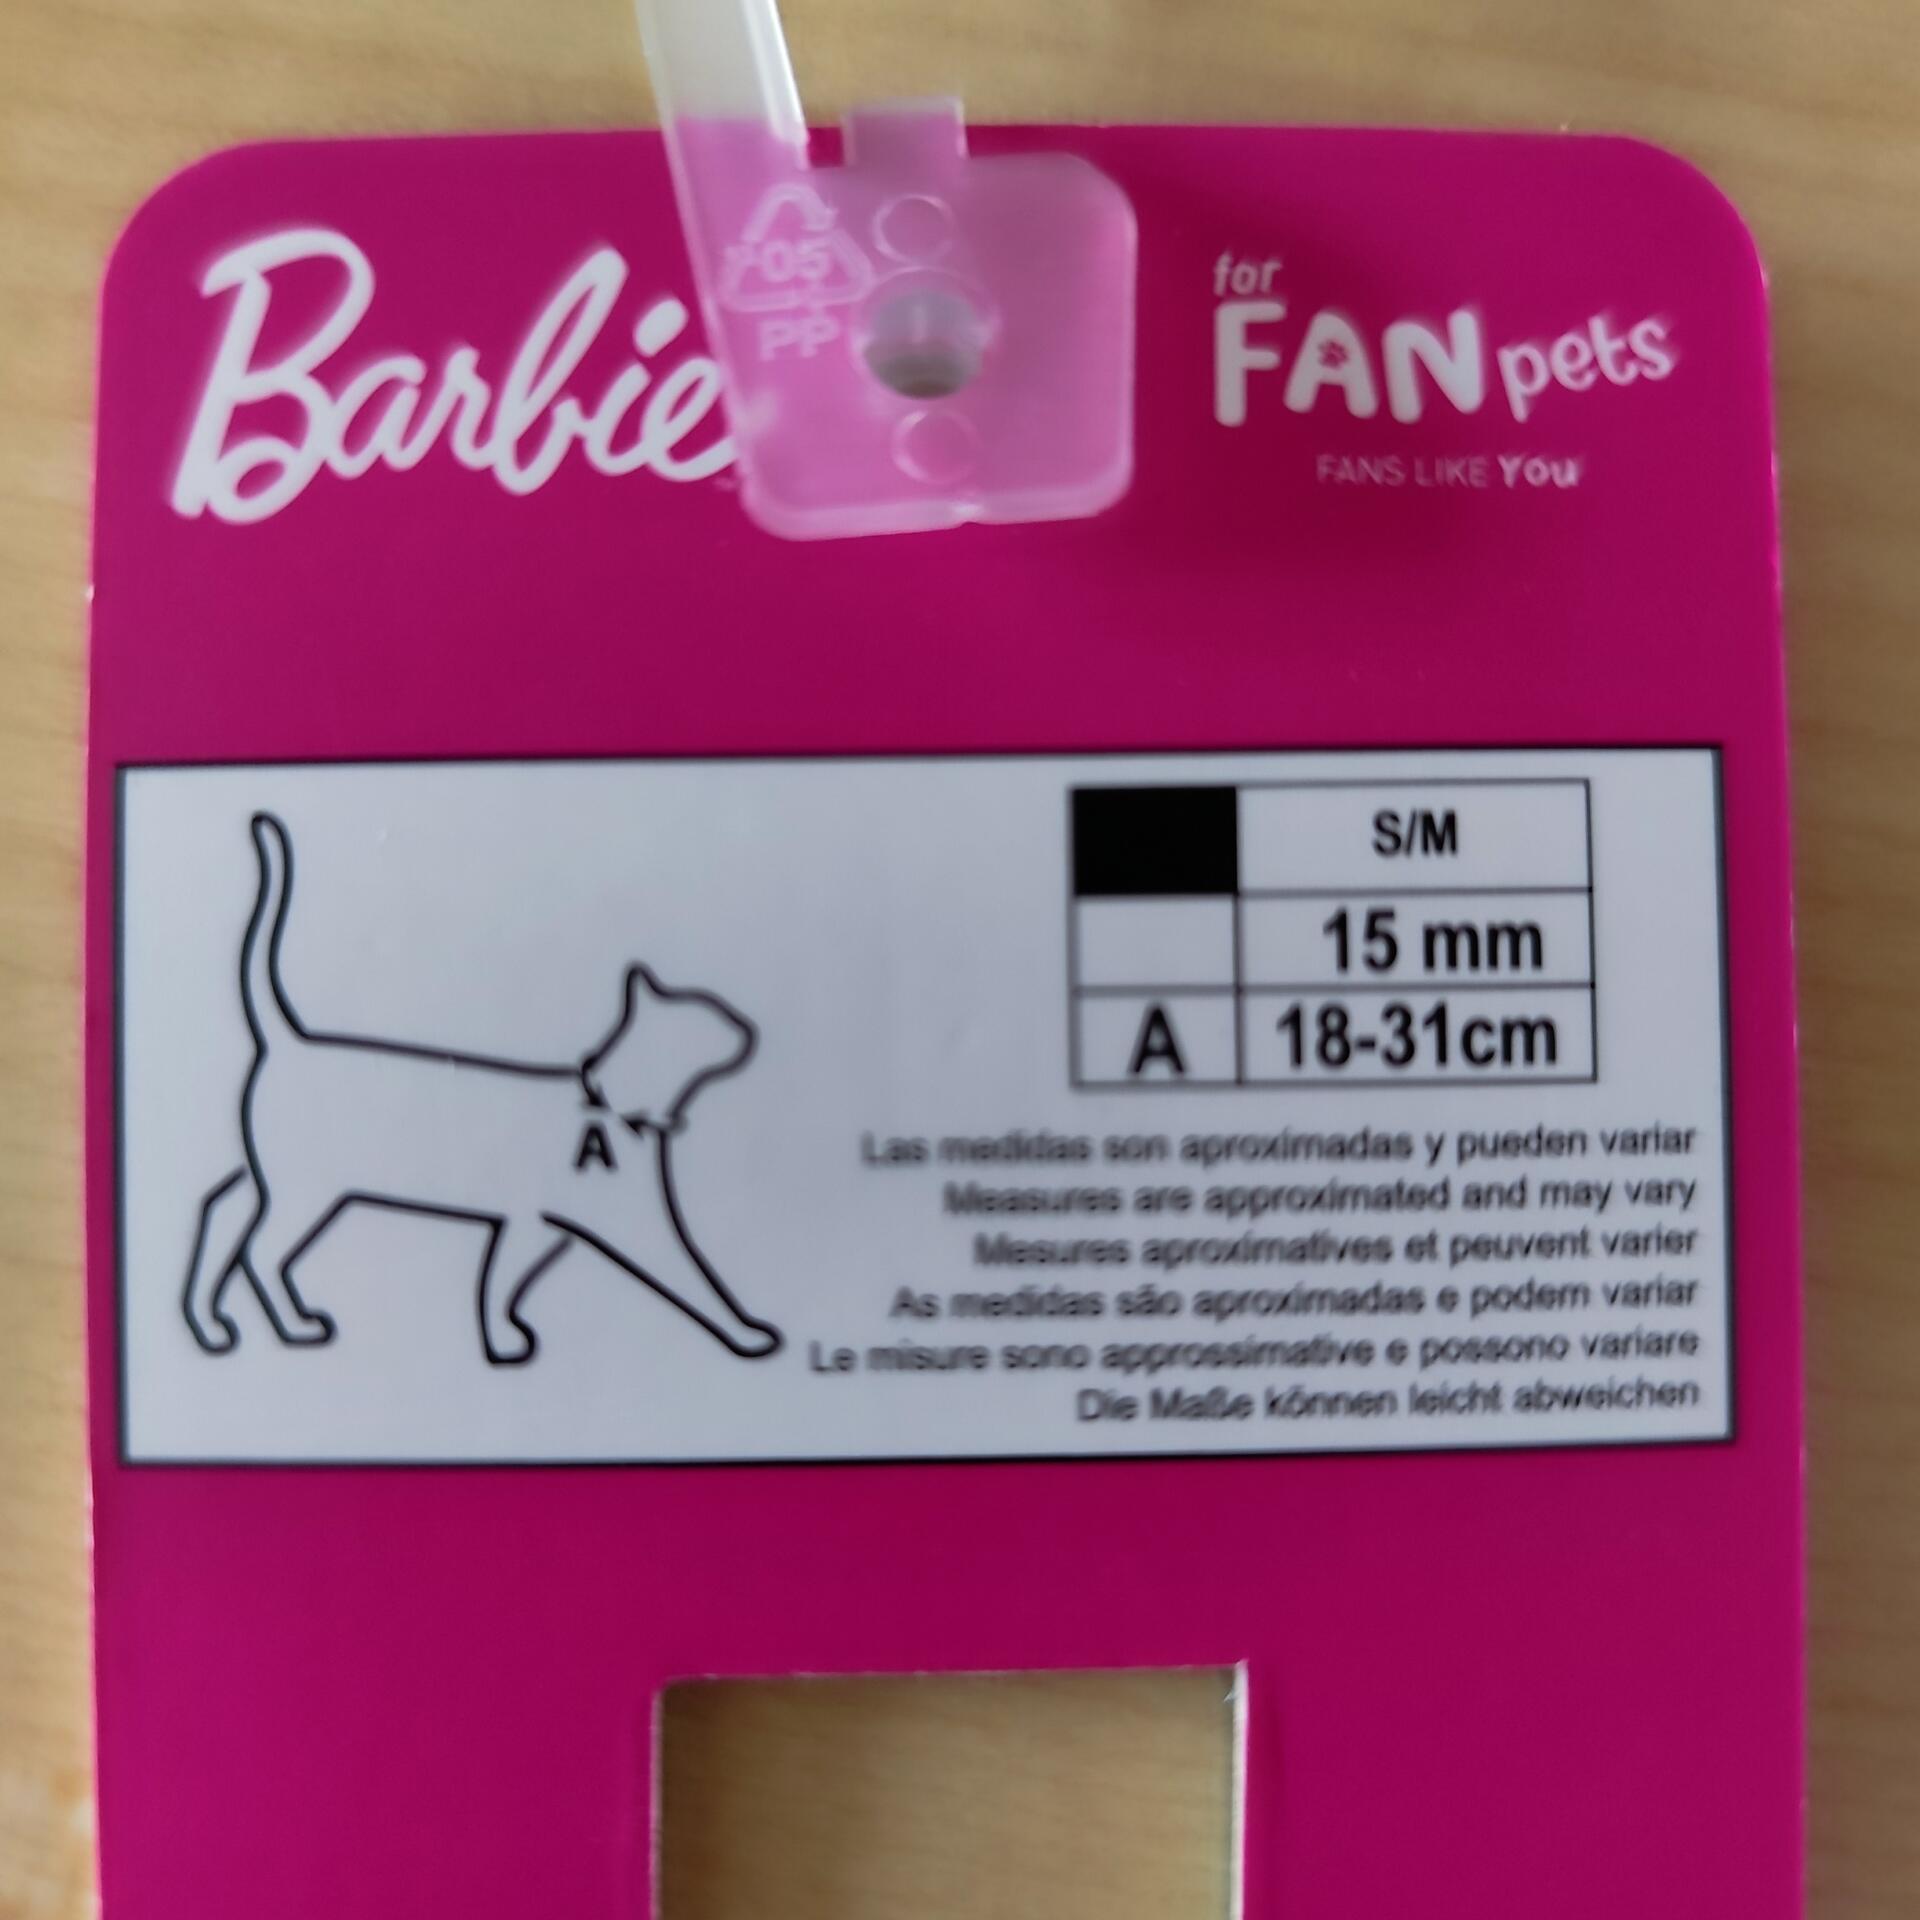 Barbie
05
PP
for
FAN pets
FANS LIKE You
S/M
15 mm
A 18-31cm
A
Las medidas son aproximadas y pueden variar
Measures are approximated and may vary
Mesures aproximatives et peuvent varier
As medidas são aproximadas e podem variar
Le misure sono approssimative e possono variare
Die Maße können leicht abweichen